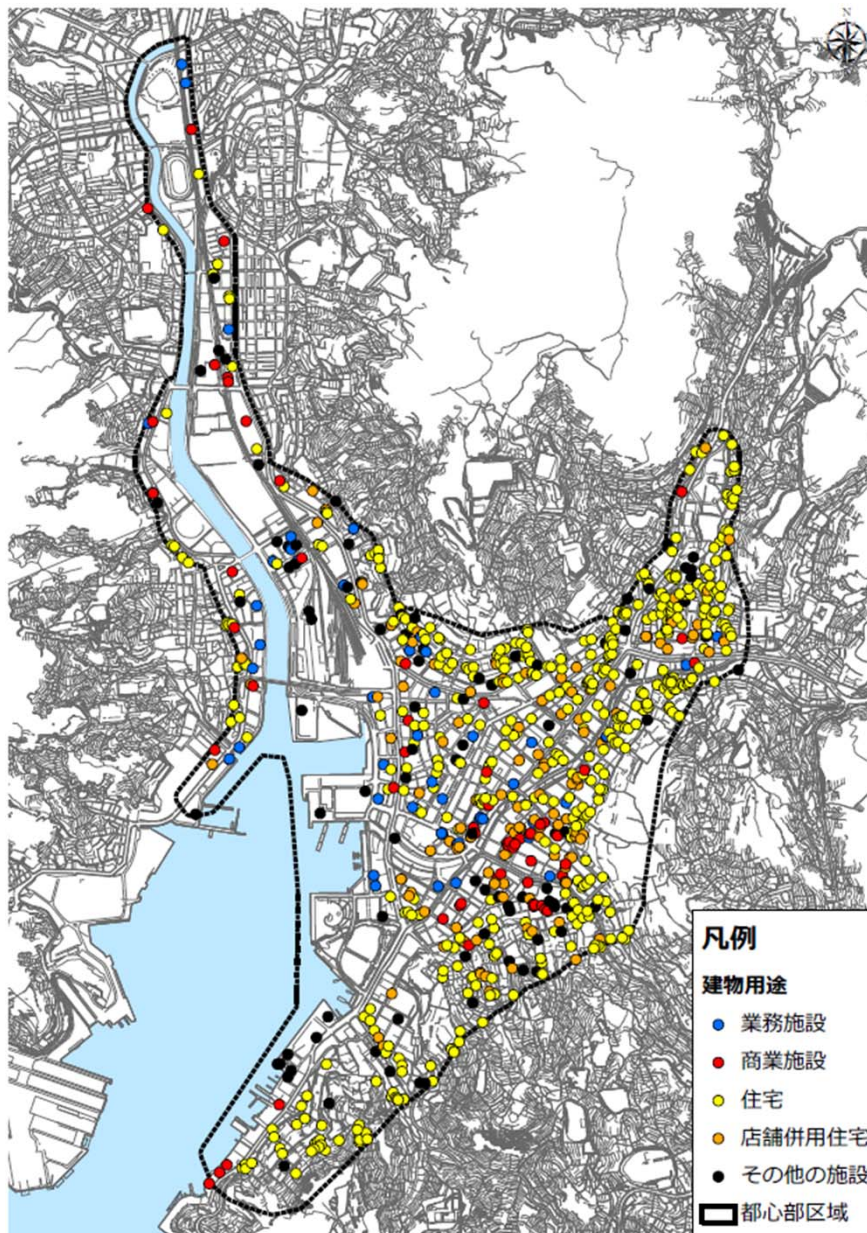 凡例
建物用途
業務施設
商業施設
住宅
店舗併用住宅
その他の施設
都心部区域